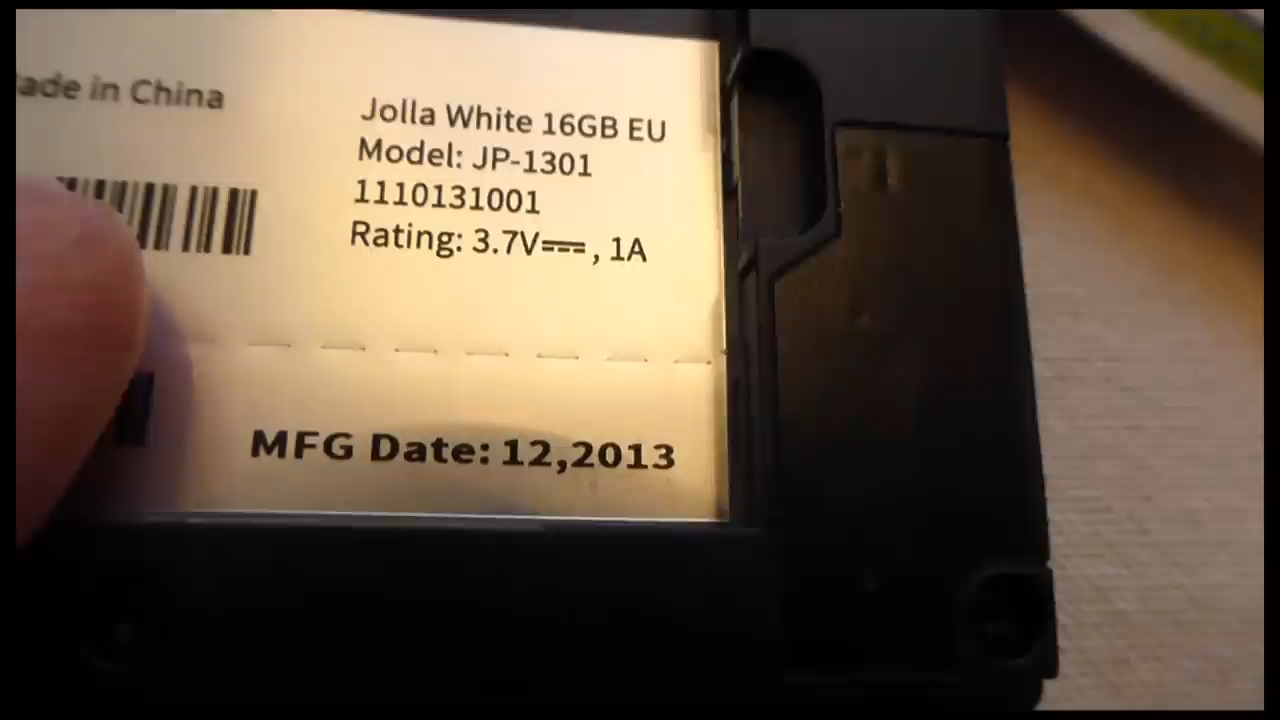 ade in China
Jolla White 16GB EU
Model: JP-1301
1110131001
Rating: 3.7V⎓, 1A
MFG Date: 12,2013